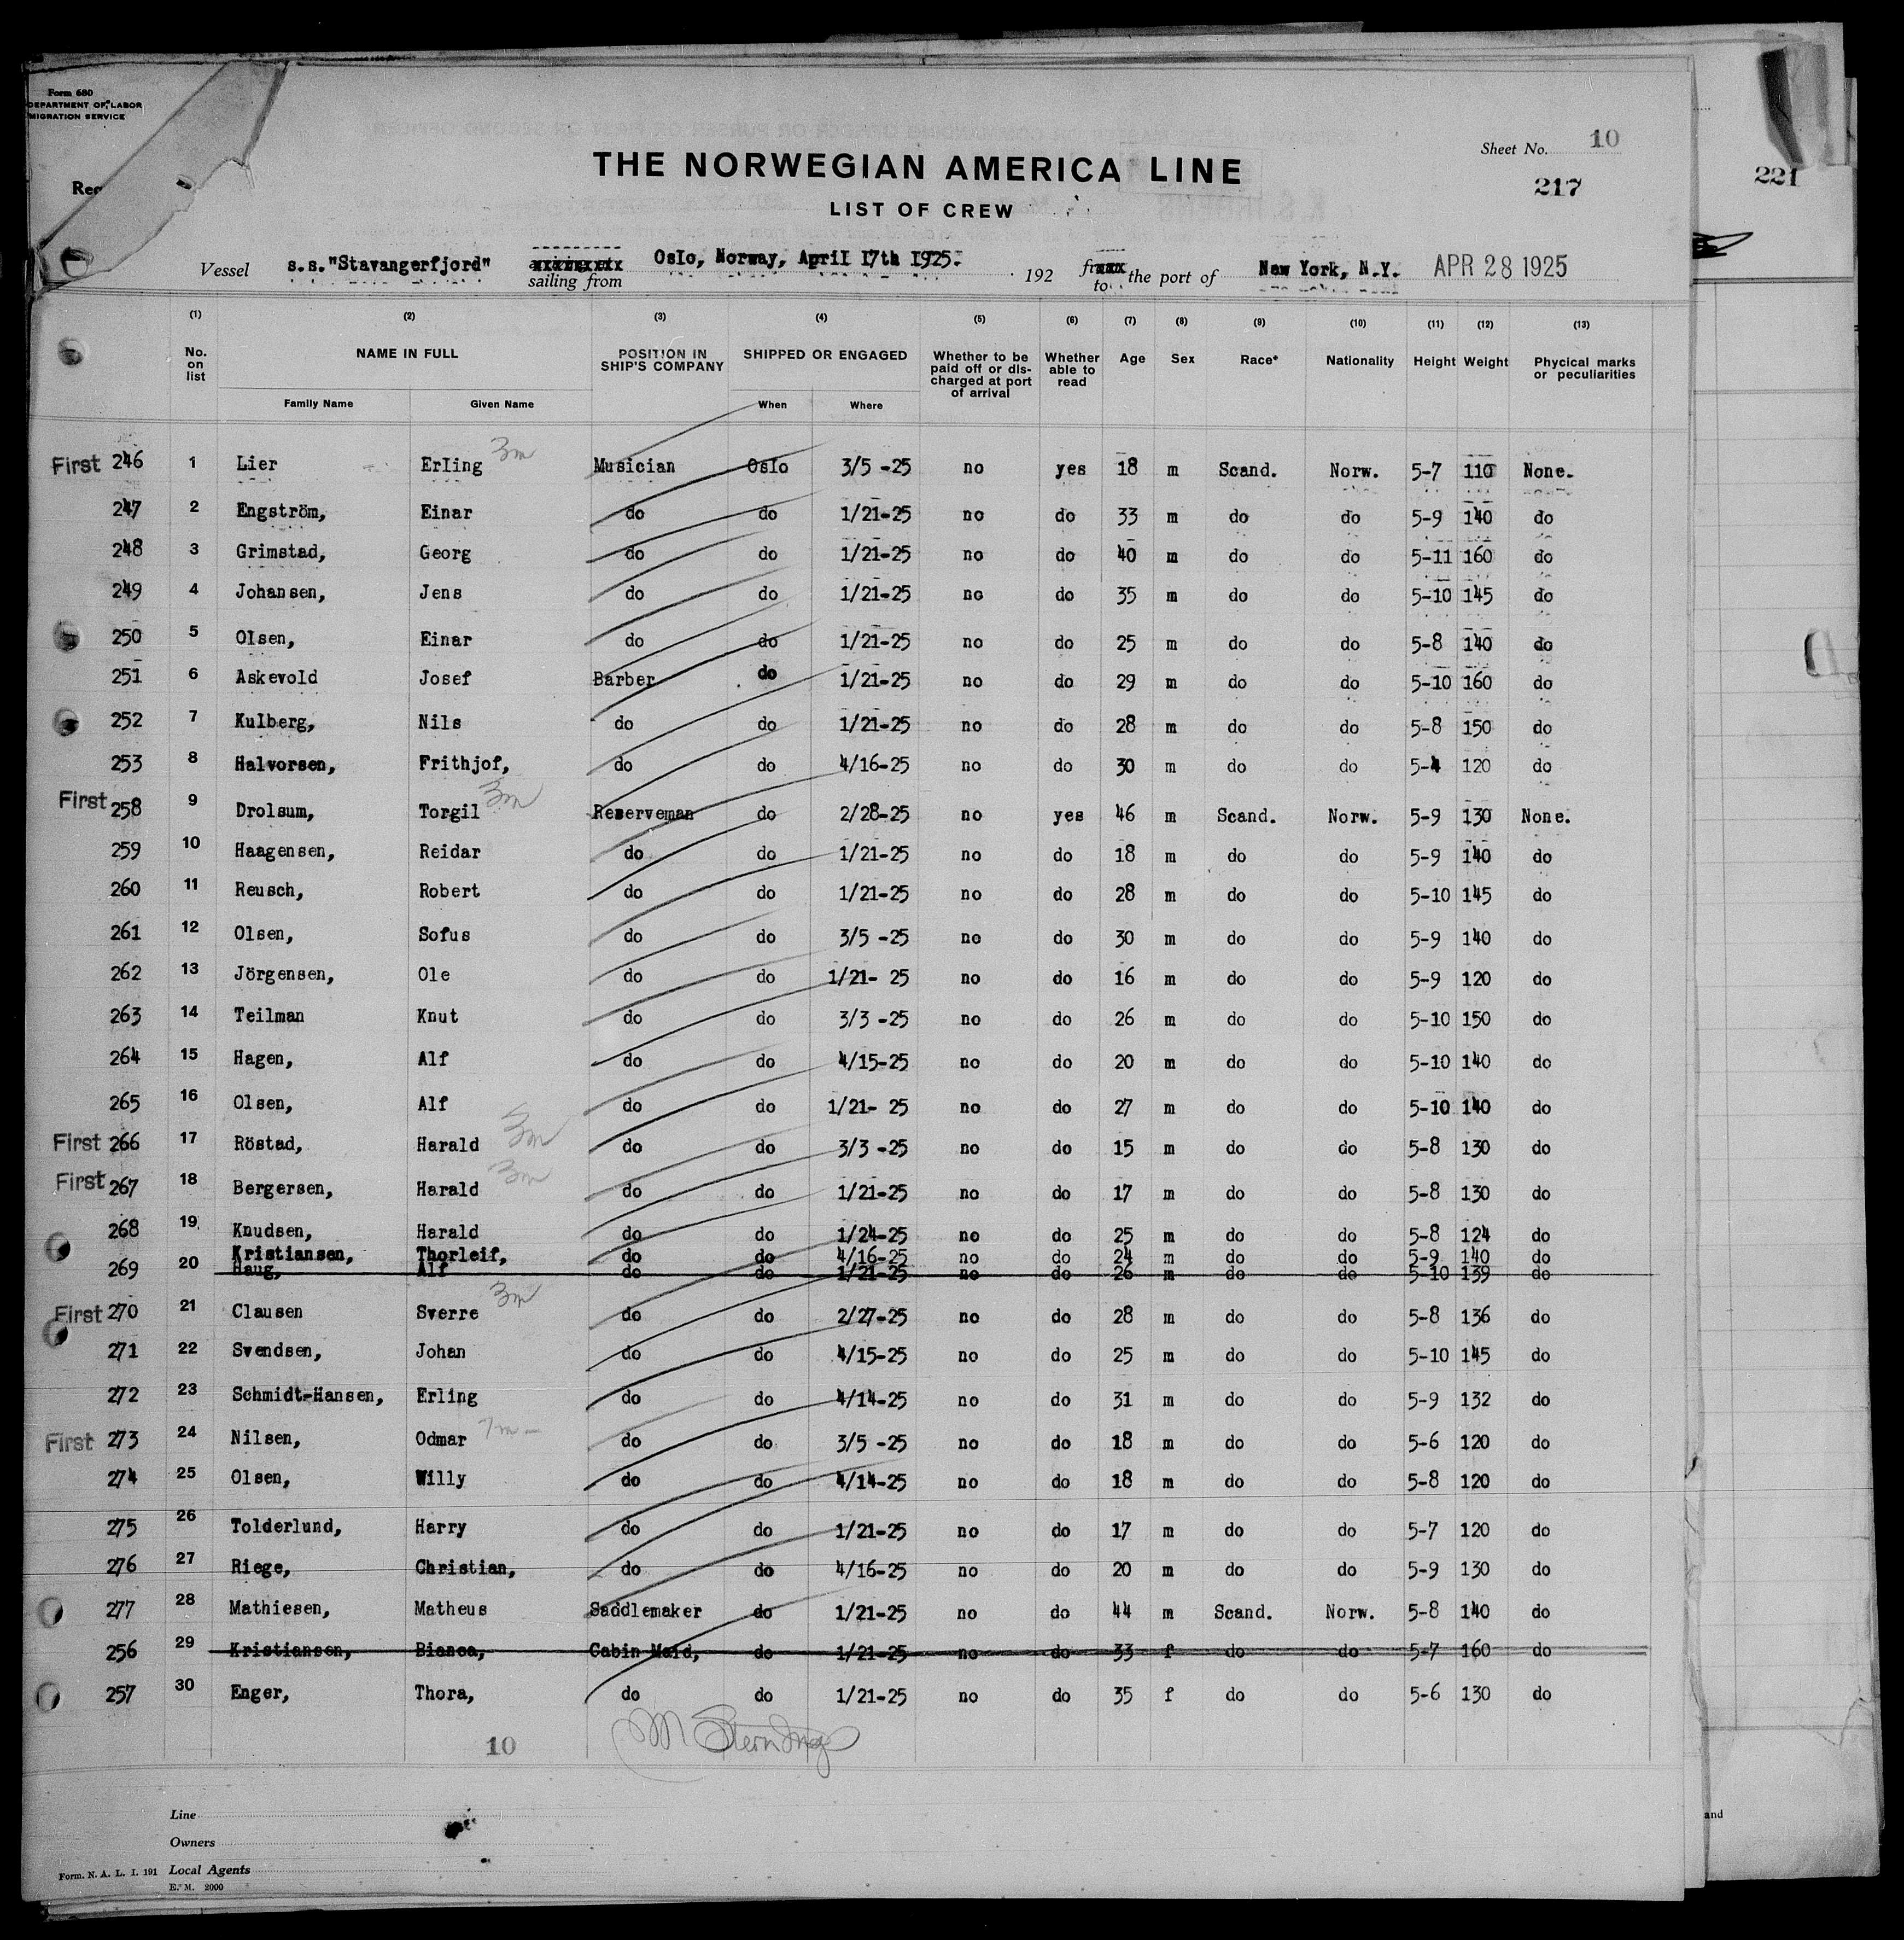 Form 680
DEPARTMENT OF LABOR
MIGRATION SERVICE
Sheet No. 10
THE NORWEGIAN AMERICA LINE
217
221
LIST OF CREW
Vessel s.s. "Stavangerfjord" sailing from Oslo, Norway, April 17th 1925. 192 to the port of New York, N.Y. APR 28 1925
(1) (2) (3) (4) (5) (6) (7) (8) (9) (10) (11) (12) (13)
No. on list NAME IN FULL POSITION IN SHIP'S COMPANY SHIPPED OR ENGAGED Whether to be paid off or discharged at port of arrival Whether able to read Age Sex Race* Nationality Height Weight Phycical marks or peculiarities
Family Name Given Name When Where
First 246 1 Lier Erling 3m Musician Oslo 3/5 -25 no yes 18 m Scand. Norw. 5-7 110 None.
247 2 Engström, Einar do do 1/21-25 no do 33 m do do 5-9 140 do
248 3 Grimstad, Georg do do 1/21-25 no do 40 m do do 5-11 160 do
249 4 Johansen, Jens do do 1/21-25 no do 35 m do do 5-10 145 do
250 5 Olsen, Einar do do 1/21-25 no do 25 m do do 5-8 140 do
251 6 Askevold Josef Barber do 1/21-25 no do 29 m do do 5-10 160 do
252 7 Kulberg, Nils do do 1/21-25 no do 28 m do do 5-8 150 do
253 8 Halvorsen, Frithjof, do do 4/16-25 no do 30 m do do 5-4 120 do
First 258 9 Drolsum, Torgil 3m Reserveman do 2/28-25 no yes 46 m Scand. Norw. 5-9 130 None.
259 10 Haagensen, Reidar do do 1/21-25 no do 18 m do do 5-9 140 do
260 11 Reusch, Robert do do 1/21-25 no do 28 m do do 5-10 145 do
261 12 Olsen, Sofus do do 3/5 -25 no do 30 m do do 5-9 140 do
262 13 Jörgensen, Ole do do 1/21- 25 no do 16 m do do 5-9 120 do
263 14 Teilman Knut do do 3/3 -25 no do 26 m do do 5-10 150 do
264 15 Hagen, Alf do do 4/15-25 no do 20 m do do 5-10 140 do
265 16 Olsen, Alf do do 1/21- 25 no do 27 m do do 5-10 140 do
First 266 17 Röstad, Harald 3m do do 3/3 -25 no do 15 m do do 5-8 130 do
First 267 18 Bergersen, Harald 3m do do 1/21-25 no do 17 m do do 5-8 130 do
268 19 Knudsen, Harald do do 1/24-25 no do 25 m do do 5-8 124 do
Kristiansen, Thorleif, do do 4/16-25 no do 24 m do do 5-9 140 do
269 20 Haug, Alf do do 1/21-25 no do 26 m do do 5-10 139 do
First 270 21 Clausen Sverre 3m do do 2/27-25 no do 28 m do do 5-8 136 do
271 22 Svendsen, Johan do do 4/15-25 no do 25 m do do 5-10 145 do
272 23 Schmidt-Hansen, Erling do do 4/14-25 no do 31 m do do 5-9 132 do
First 273 24 Nilsen, Odmar 7m do do 3/5 -25 no do 18 m do do 5-6 120 do
274 25 Olsen, Willy do do 4/14-25 no do 18 m do do 5-8 120 do
275 26 Tolderlund, Harry do do 1/21-25 no do 17 m do do 5-7 120 do
276 27 Riege, Christian, do do 4/16-25 no do 20 m do do 5-9 130 do
277 28 Mathiesen, Matheus Saddlemaker do 1/21-25 no do 44 m Scand. Norw. 5-8 140 do
256 29 Kristiansen, Bianca, Cabin Maid, do 1/21-25 no do 33 f do do 5-7 160 do
257 30 Enger, Thora, do do 1/21-25 no do 35 f do do 5-6 130 do
10
Line
Owners
Form. N. A. L. I. 191 Local Agents
E. M. 2000
and